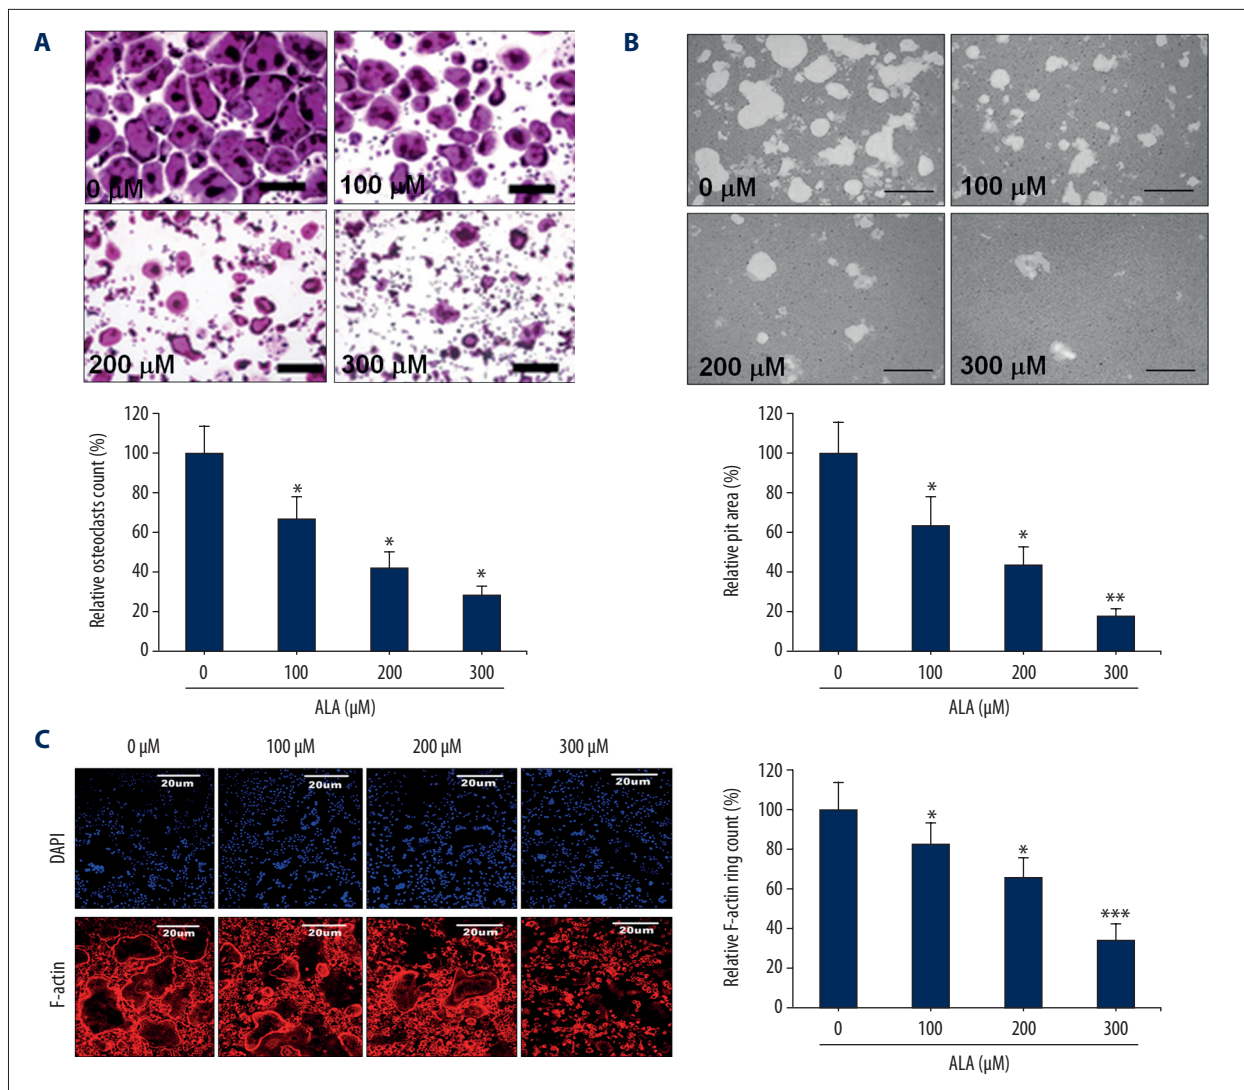 A
0 μM
100 μM
200 μM
300 μM
Relative osteoclasts count (%)
120
100
80
60
40
20
0
*
*
*
0 100 200 300
ALA (μM)
B
0 μM
100 μM
200 μM
300 μM
Relative pit area (%)
120
100
80
60
40
20
0
*
*
**
0 100 200 300
ALA (μM)
C
0 μM 100 μM 200 μM 300 μM
DAPI
20um 20um 20um 20um
F-actin
20um 20um 20um 20um
Relative F-actin ring count (%)
120
100
80
60
40
20
0
*
*
***
0 100 200 300
ALA (μM)